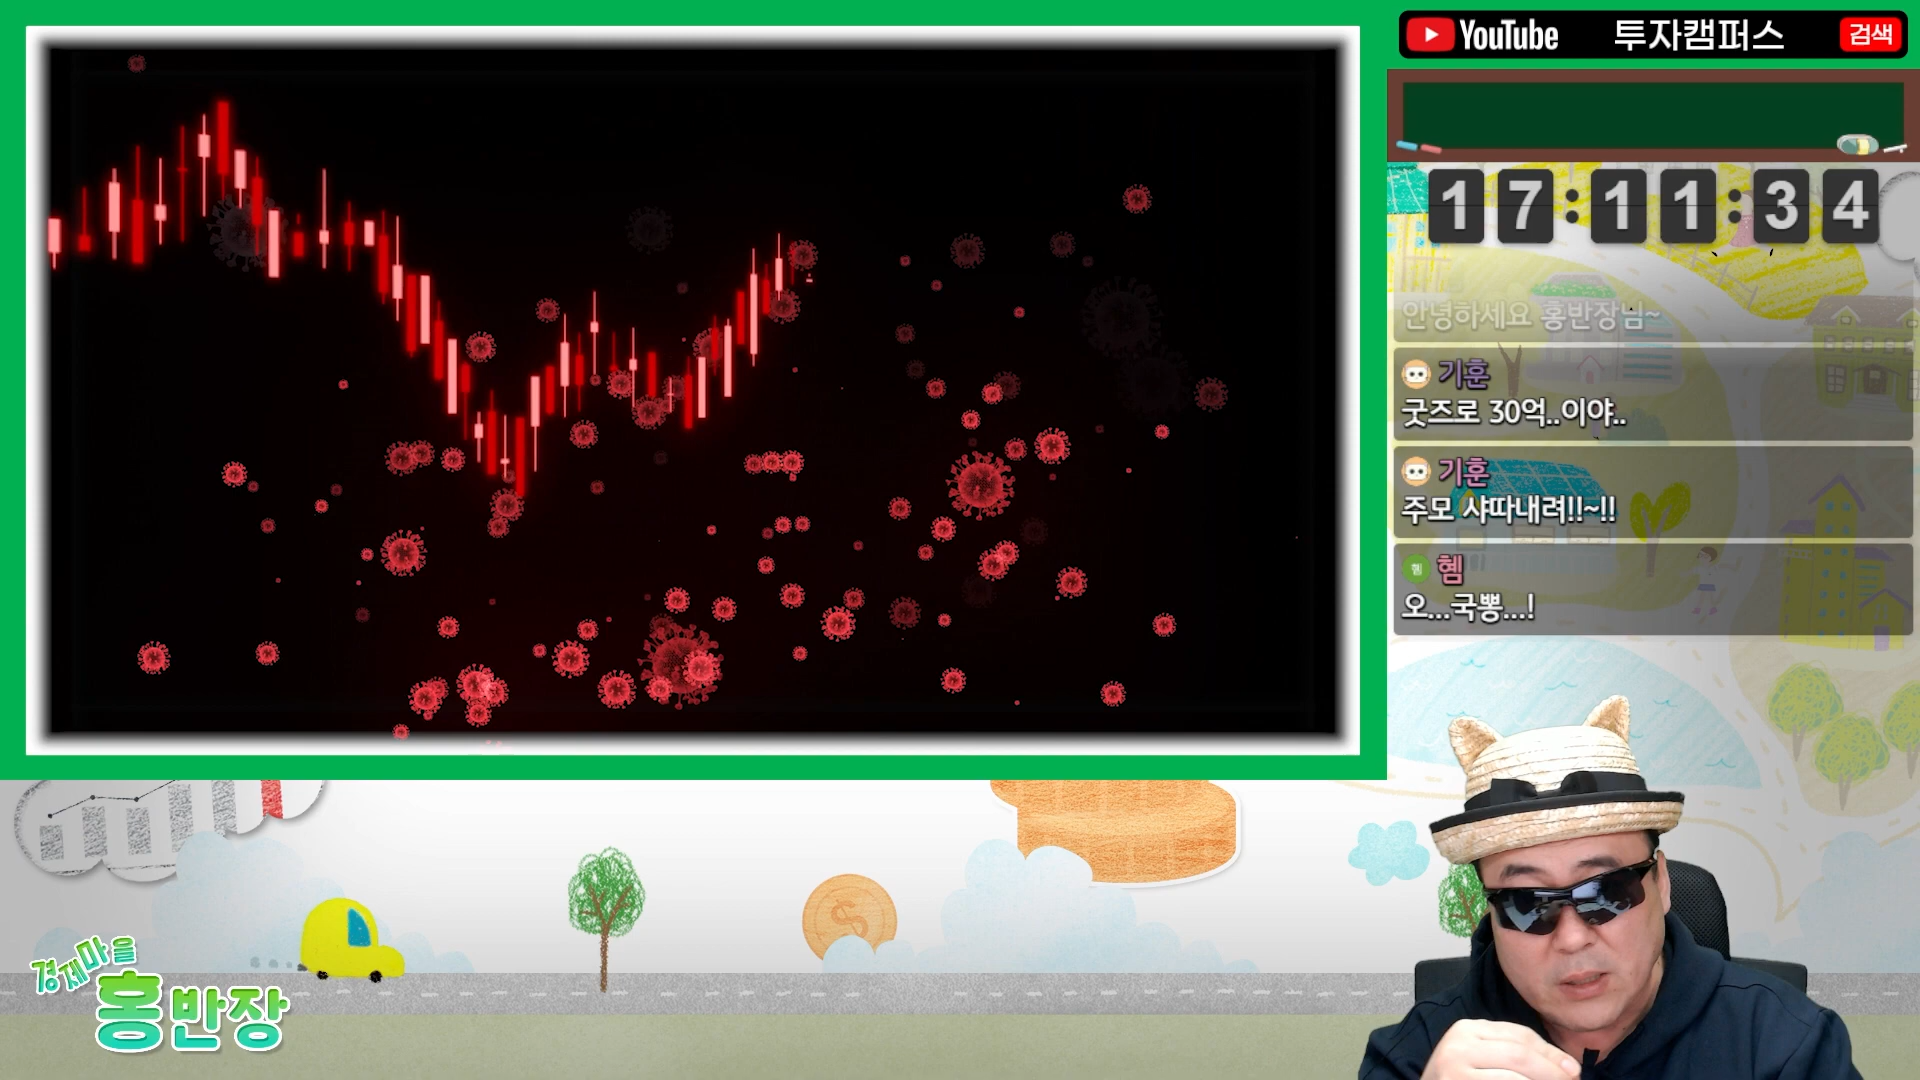 YouTube 투자캠퍼스 검색
17:11:34
안녕하세요 홍반장님~
기훈
굿즈로 30억..이야..
기훈
주모 샤따내려!!~!!
혬
혬
오...국뽕...!
경제마을
홍반장